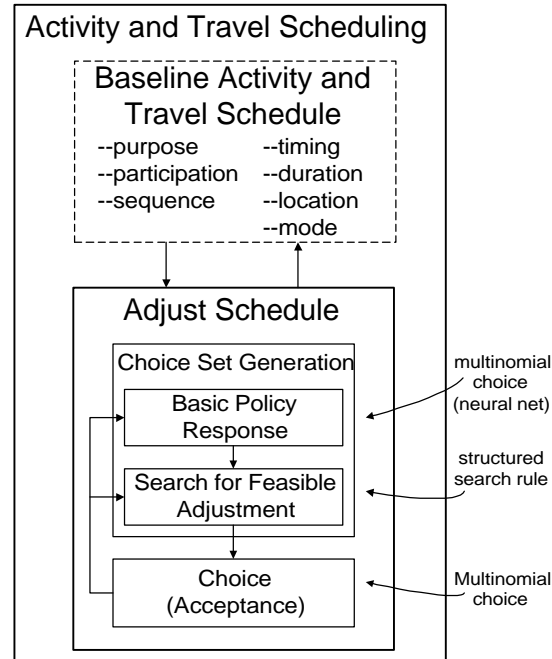 Activity and Travel Scheduling
Baseline Activity and
Travel Schedule
--purpose
--participation
--sequence
--timing
--duration
--location
--mode
Adjust Schedule
Choice Set Generation
Basic Policy
Response
multinomial
choice
(neural net)
Search for Feasible
Adjustment
structured
search rule
Choice
(Acceptance)
Multinomial
choice